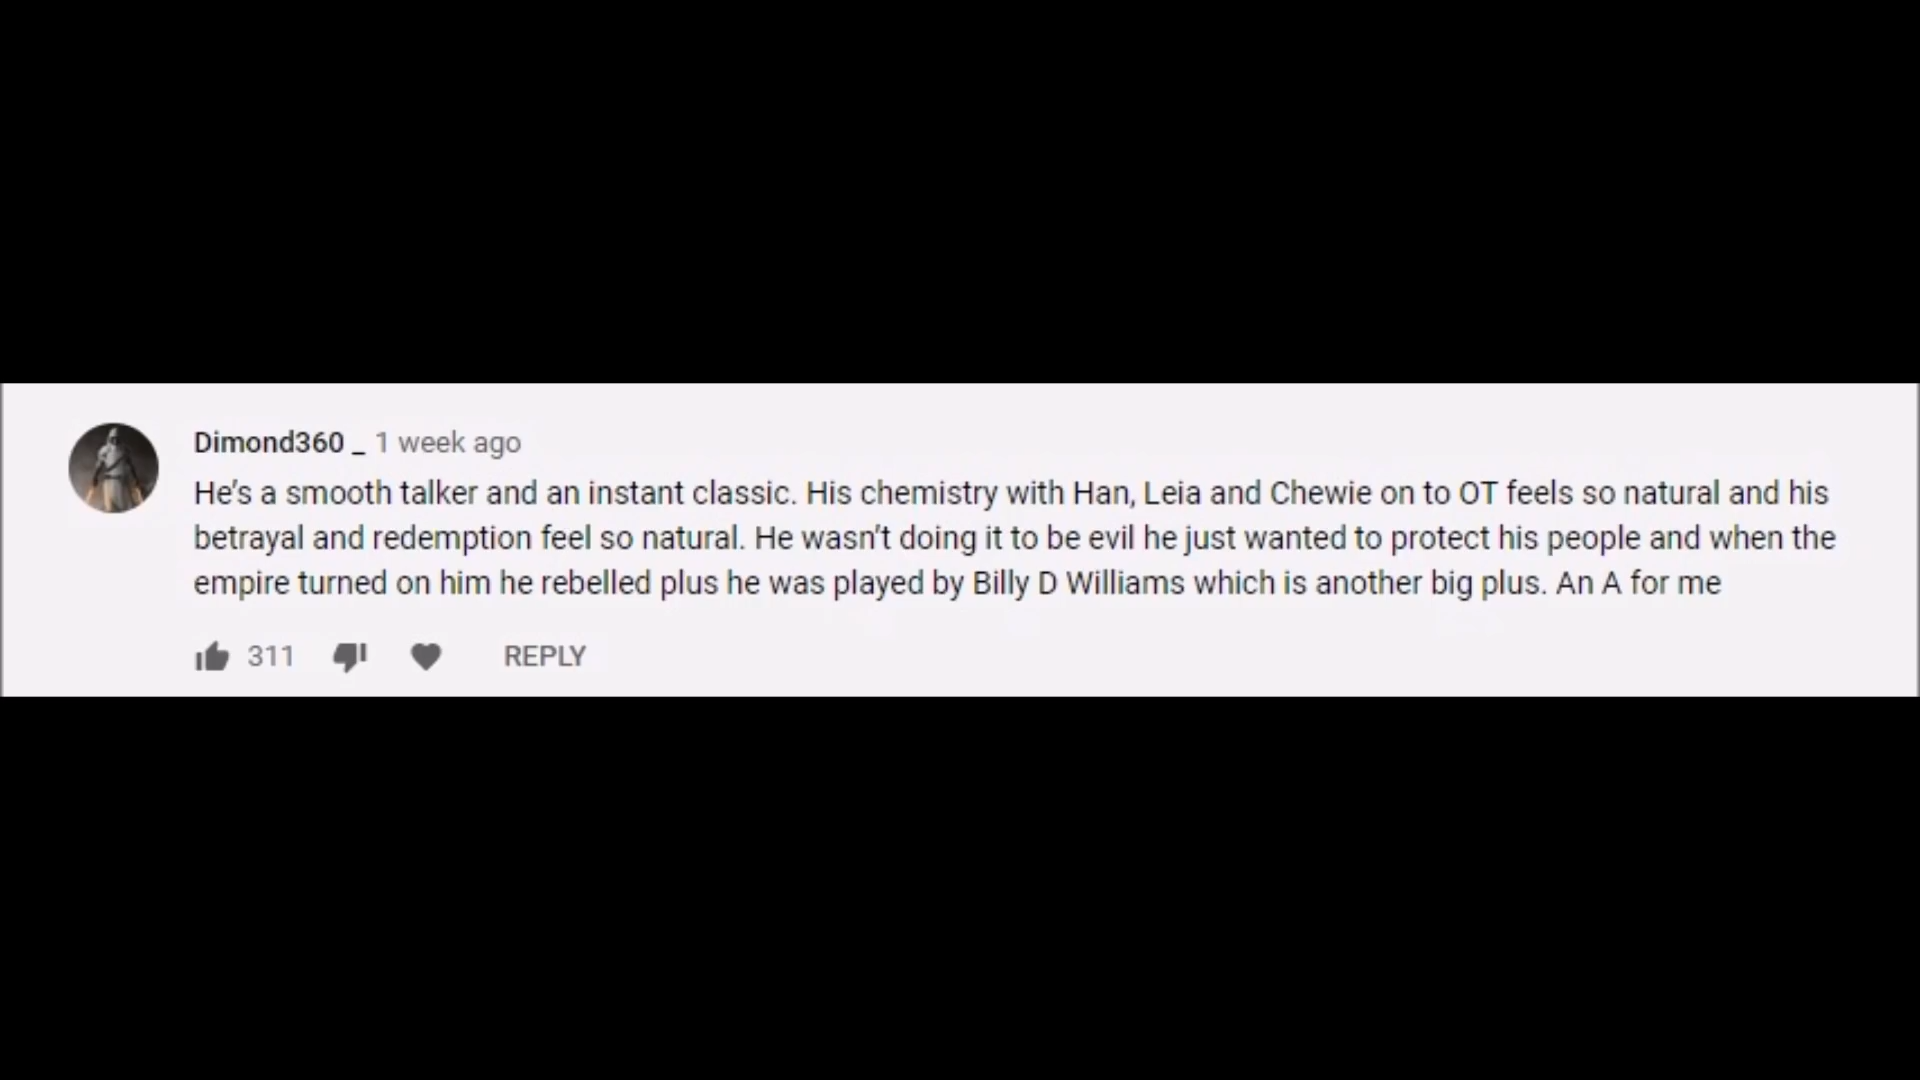 Dimond360 _ 1 week ago
He's a smooth talker and an instant classic. His chemistry with Han, Leia and Chewie on to OT feels so natural and his
betrayal and redemption feel so natural. He wasn't doing it to be evil he just wanted to protect his people and when the
empire turned on him he rebelled plus he was played by Billy D Williams which is another big plus. An A for me
311 REPLY